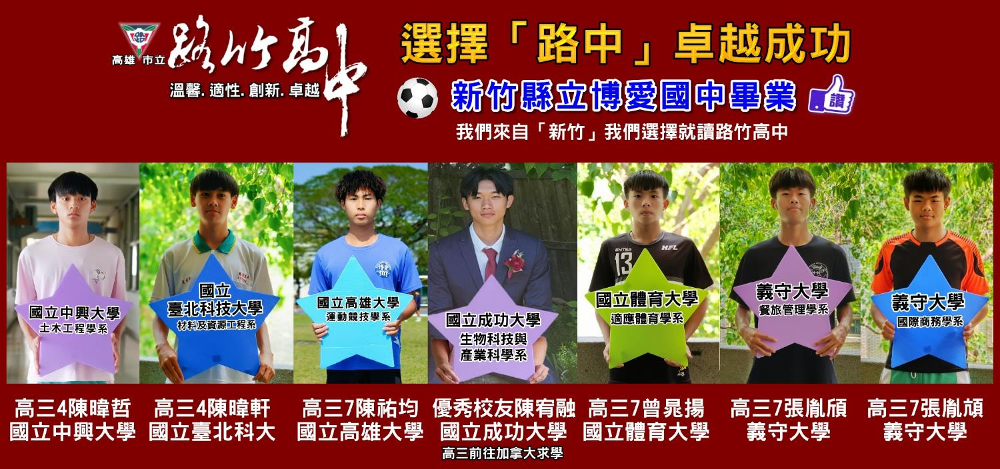 高雄市立
路竹高中
溫馨. 適性. 創新. 卓越
選擇「路中」卓越成功
新竹縣立博愛國中畢業
讚
我們來自「新竹」我們選擇就讀路竹高中
國立中興大學
土木工程學系
國立
臺北科技大學
材料及資源工程系
國立高雄大學
運動競技學系
國立成功大學
生物科技與
產業科學系
ENTES
HFL
13
國立體育大學
適應體育學系
義守大學
餐旅管理學系
義守大學
國際商務學系
高三4陳暐哲
國立中興大學
高三4陳暐軒
國立臺北科大
高三7陳祐均
國立高雄大學
優秀校友陳宥融
國立成功大學
高三前往加拿大求學
高三7曾晁揚
國立體育大學
高三7張胤頎
義守大學
高三7張胤頏
義守大學